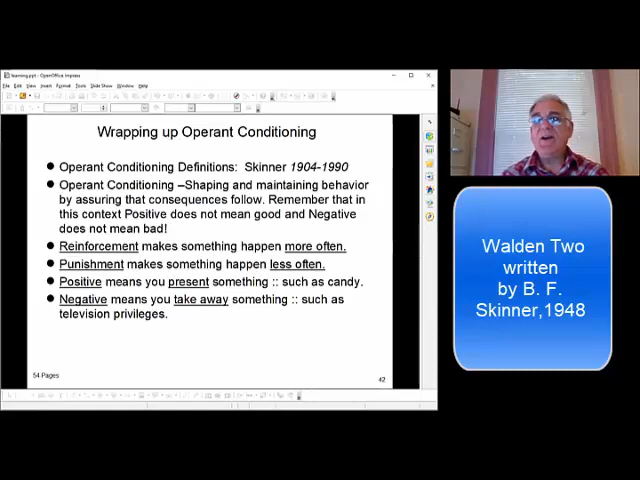 learning.ppt - OpenOffice Impress
File Edit View Insert Format Tools Slide Show Window Help
Wrapping up Operant Conditioning
Operant Conditioning Definitions: Skinner 1904-1990
Operant Conditioning –Shaping and maintaining behavior
by assuring that consequences follow. Remember that in
this context Positive does not mean good and Negative
does not mean bad!
Reinforcement makes something happen more often.
Punishment makes something happen less often.
Positive means you present something :: such as candy.
Negative means you take away something :: such as
television privileges.
54 Pages
42
Walden Two
written
by B. F.
Skinner,1948